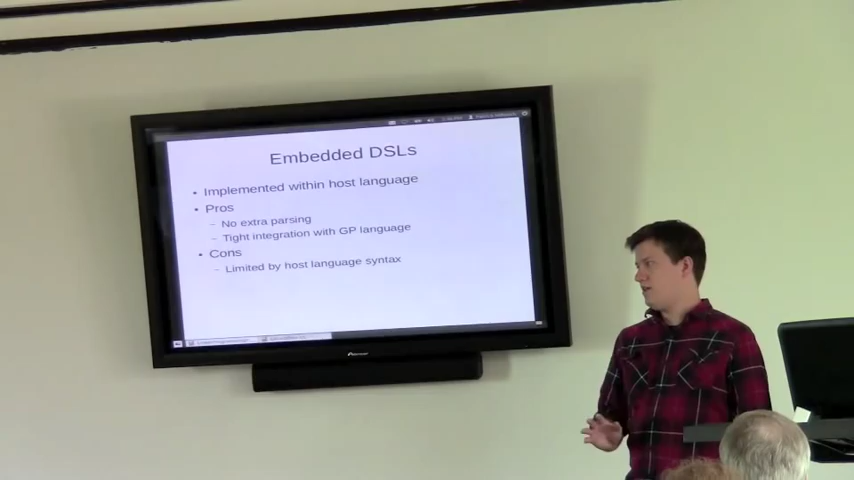 Embedded DSLs
• Implemented within host language
• Pros
– No extra parsing
– Tight integration with GP language
• Cons
– Limited by host language syntax
Pioneer